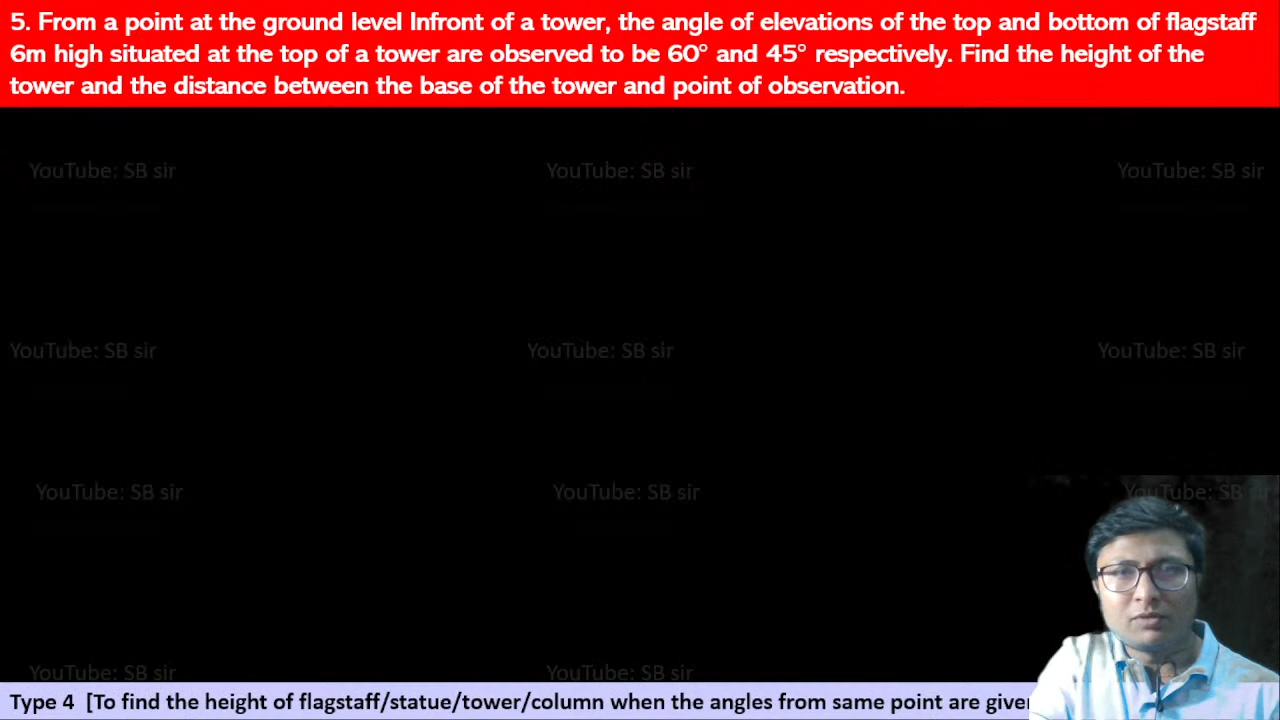 5. From a point at the ground level Infront of a tower, the angle of elevations of the top and bottom of flagstaff
6m high situated at the top of a tower are observed to be 60° and 45° respectively. Find the height of the
tower and the distance between the base of the tower and point of observation.
YouTube: SB sir YouTube: SB sir YouTube: SB sir
YouTube: SB sir YouTube: SB sir YouTube: SB sir
YouTube: SB sir YouTube: SB sir YouTube: SB sir
YouTube: SB sir YouTube: SB sir
Type 4 [To find the height of flagstaff/statue/tower/column when the angles from same point are given